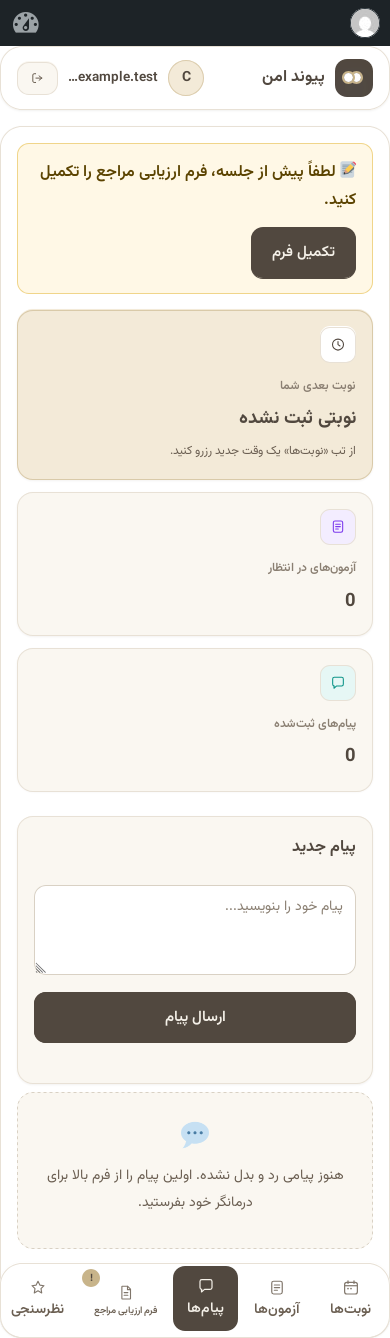 پیوند امن
C
example.test...
📝 لطفاً پیش از جلسه، فرم ارزیابی مراجع را تکمیل
کنید.
تکمیل فرم
نوبت بعدی شما
نوبتی ثبت نشده
از تب «نوبت‌ها» یک وقت جدید رزرو کنید.
آزمون‌های در انتظار
0
پیام‌های ثبت‌شده
0
پیام جدید
پیام خود را بنویسید...
ارسال پیام
هنوز پیامی رد و بدل نشده. اولین پیام را از فرم بالا برای
درمانگر خود بفرستید.
نوبت‌ها
آزمون‌ها
پیام‌ها
فرم ارزیابی مراجع
!
نظرسنجی